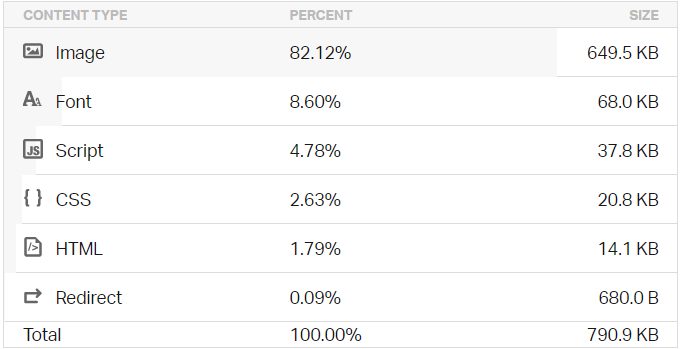 CONTENT TYPE PERCENT SIZE
Image 82.12% 649.5 KB
Font 8.60% 68.0 KB
JS Script 4.78% 37.8 KB
{ } CSS 2.63% 20.8 KB
HTML 1.79% 14.1 KB
Redirect 0.09% 680.0 B
Total 100.00% 790.9 KB